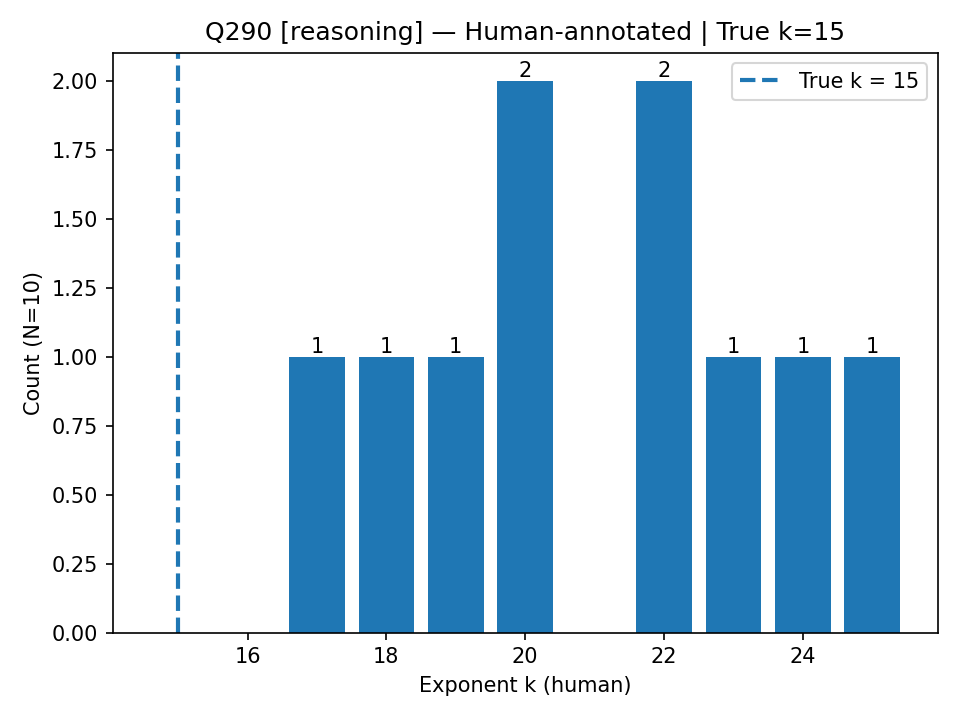 Q290 [reasoning] — Human-annotated | True k=15
True k = 15
2 2
1 1 1 1 1 1
2.00
1.75
1.50
1.25
1.00
0.75
0.50
0.25
0.00
Count (N=10)
16 18 20 22 24
Exponent k (human)